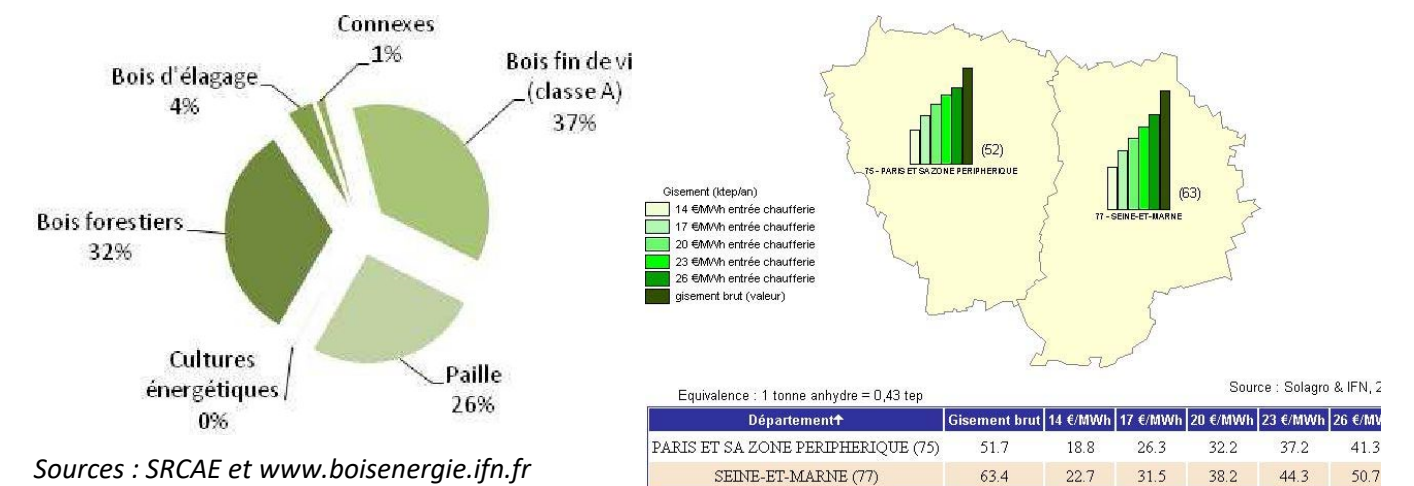 Connexes
1%
Bois d'élagage
4%
Bois fin de vi
(classe A)
37%
Bois forestiers
32%
Cultures
énergétiques
0%
Paille
26%
Sources : SRCAE et www.boisenergie.ifn.fr
(52)
75 - PARIS ET SA ZONE PERIPHERIQUE
(63)
77 - SEINE-ET-MARNE
Gisement (ktep/an)
14 €/MWh entrée chaufferie
17 €/MWh entrée chaufferie
20 €/MWh entrée chaufferie
23 €/MWh entrée chaufferie
26 €/MWh entrée chaufferie
gisement brut (valeur)
Equivalence : 1 tonne anhydre = 0,43 tep
Source : Solagro & IFN, 2
Département↑ Gisement brut 14 €/MWh 17 €/MWh 20 €/MWh 23 €/MWh 26 €/MW
PARIS ET SA ZONE PERIPHERIQUE (75) 51.7 18.8 26.3 32.2 37.2 41.3
SEINE-ET-MARNE (77) 63.4 22.7 31.5 38.2 44.3 50.7